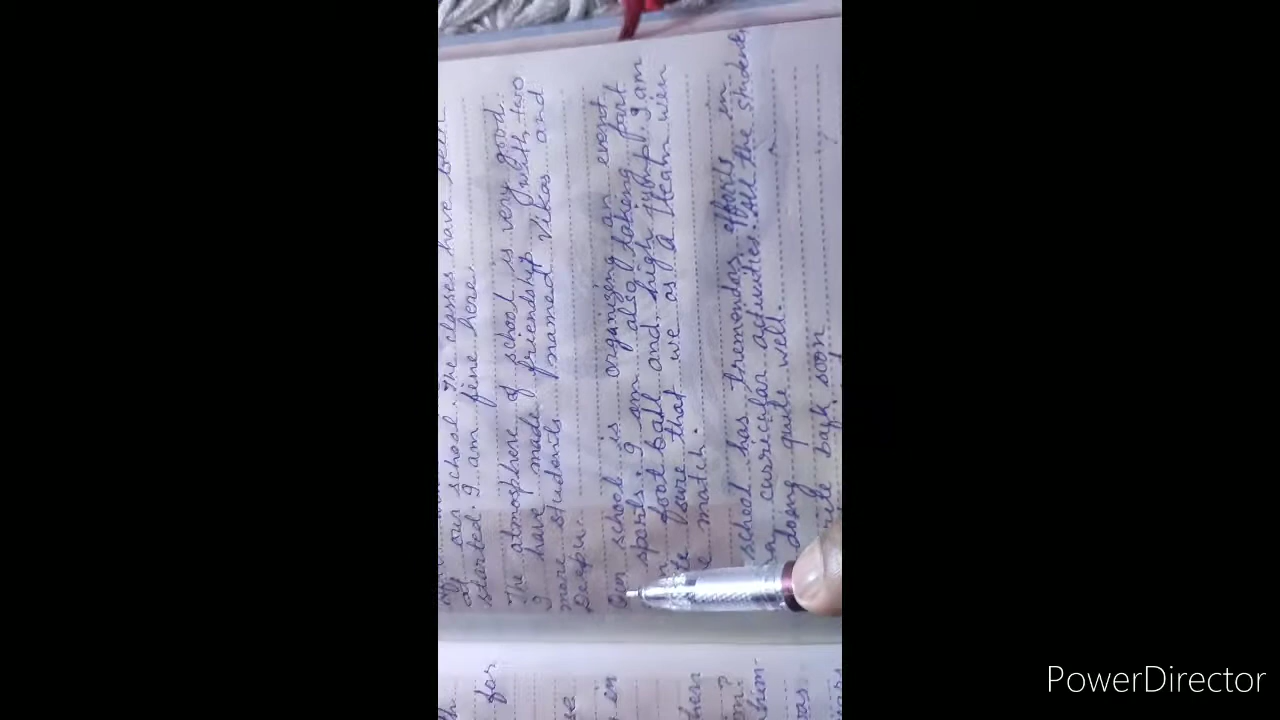 of our school. The classes have been
started. I am fine here.
The atmosphere of school is very good.
I have made friendship with two
more students named Vikas and
Deepu.
Our school is organizing an event
sports. I am also taking part
foot ball and high jump. I am
sure that we as a team win
match.
school has tremendos efforts in
curricular activities. All the students
doing quite well.
back soon
for
in
PowerDirector